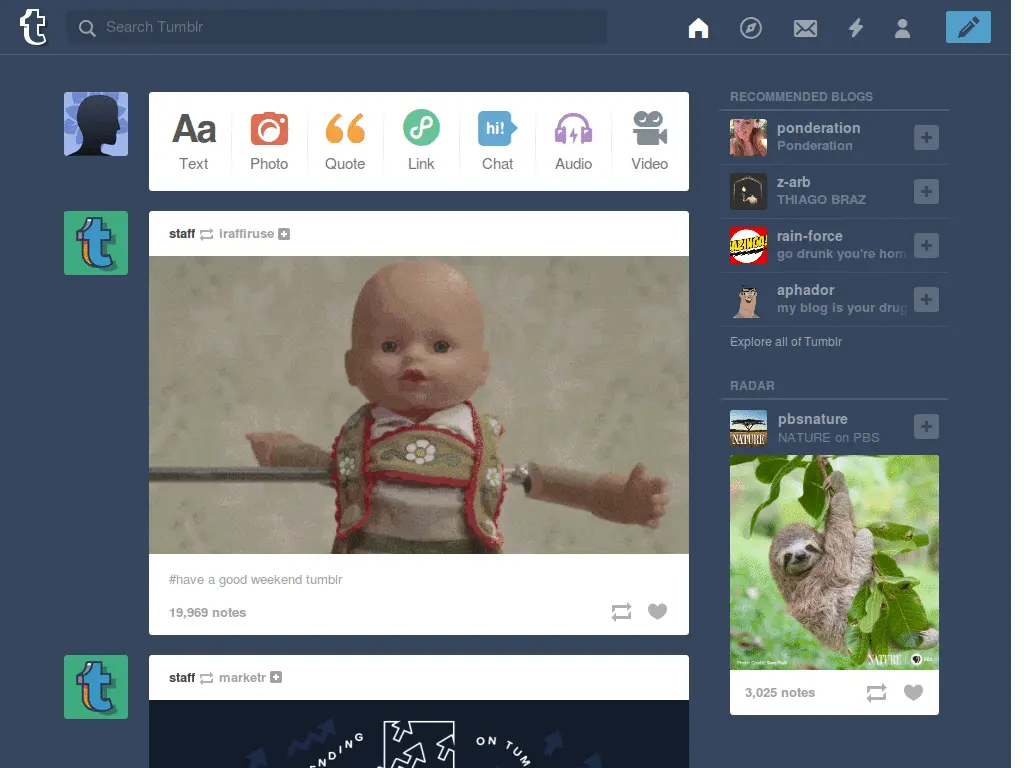 Search Tumblr
Aa
hi!
Text
Photo
Quote
Link
Chat
Audio
Video
staff iraffiruse
#have a good weekend tumblr
19,969 notes
staff marketr
NDING
ON TUM
RECOMMENDED BLOGS
ponderation
Ponderation
z-arb
THIAGO BRAZ
rain-force
go drunk you're hom
aphador
my blog is your drug
Explore all of Tumblr
RADAR
pbsnature
NATURE on PBS
NATURE
NATURE
PBS
3,025 notes